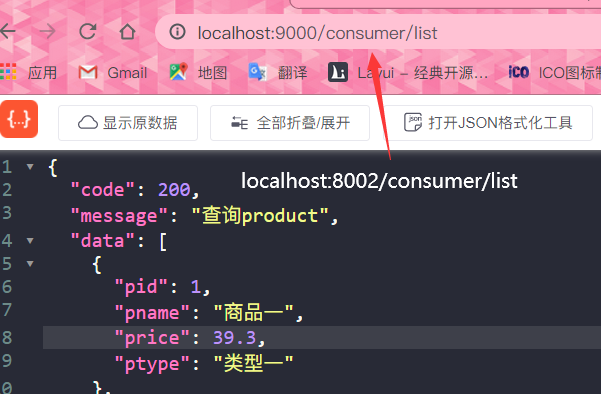 localhost:9000/consumer/list
应用 Gmail 地图 翻译 Layui - 经典开源... ICO ICO图标制
{...} 显示原数据 全部折叠/展开 json 打开JSON格式化工具
1 {
2 "code": 200,
localhost:8002/consumer/list
3 "message": "查询product",
4 "data": [
5 {
6 "pid": 1,
7 "pname": "商品一",
8 "price": 39.3,
9 "ptype": "类型一"
0 },